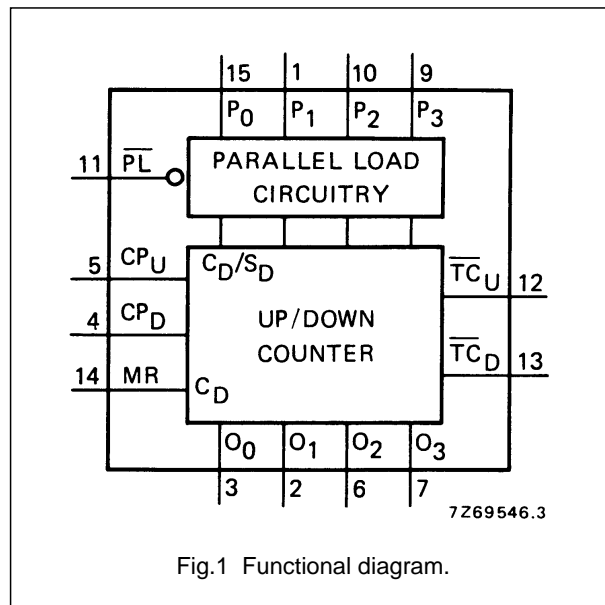 15 1 10 9
P0 P1 P2 P3
11 PL
PARALLEL LOAD
CIRCUITRY
5 CPU
CD/SD
TCU 12
4 CPD
UP/DOWN
COUNTER
TCD 13
14 MR
CD
O0 O1 O2 O3
3 2 6 7
7Z69546.3
Fig.1 Functional diagram.